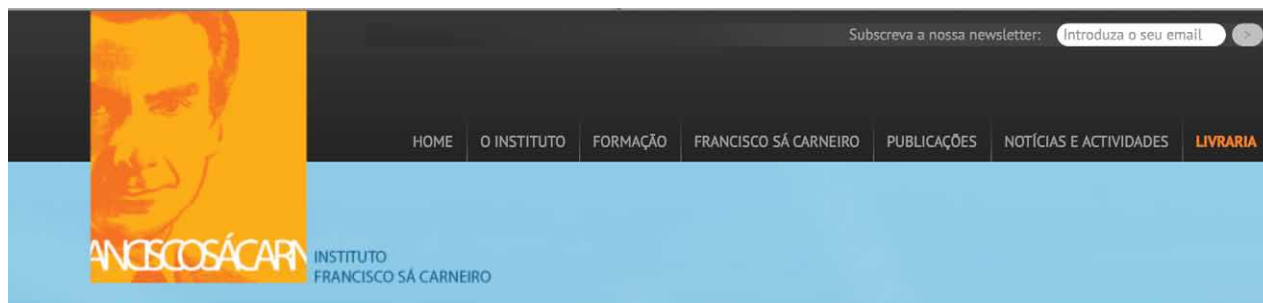 Subscreva a nossa newsletter: Introduza o seu email >
HOME O INSTITUTO FORMAÇÃO FRANCISCO SÁ CARNEIRO PUBLICAÇÕES NOTÍCIAS E ACTIVIDADES LIVRARIA
ANCISCOSÁCARN
INSTITUTO
FRANCISCO SÁ CARNEIRO